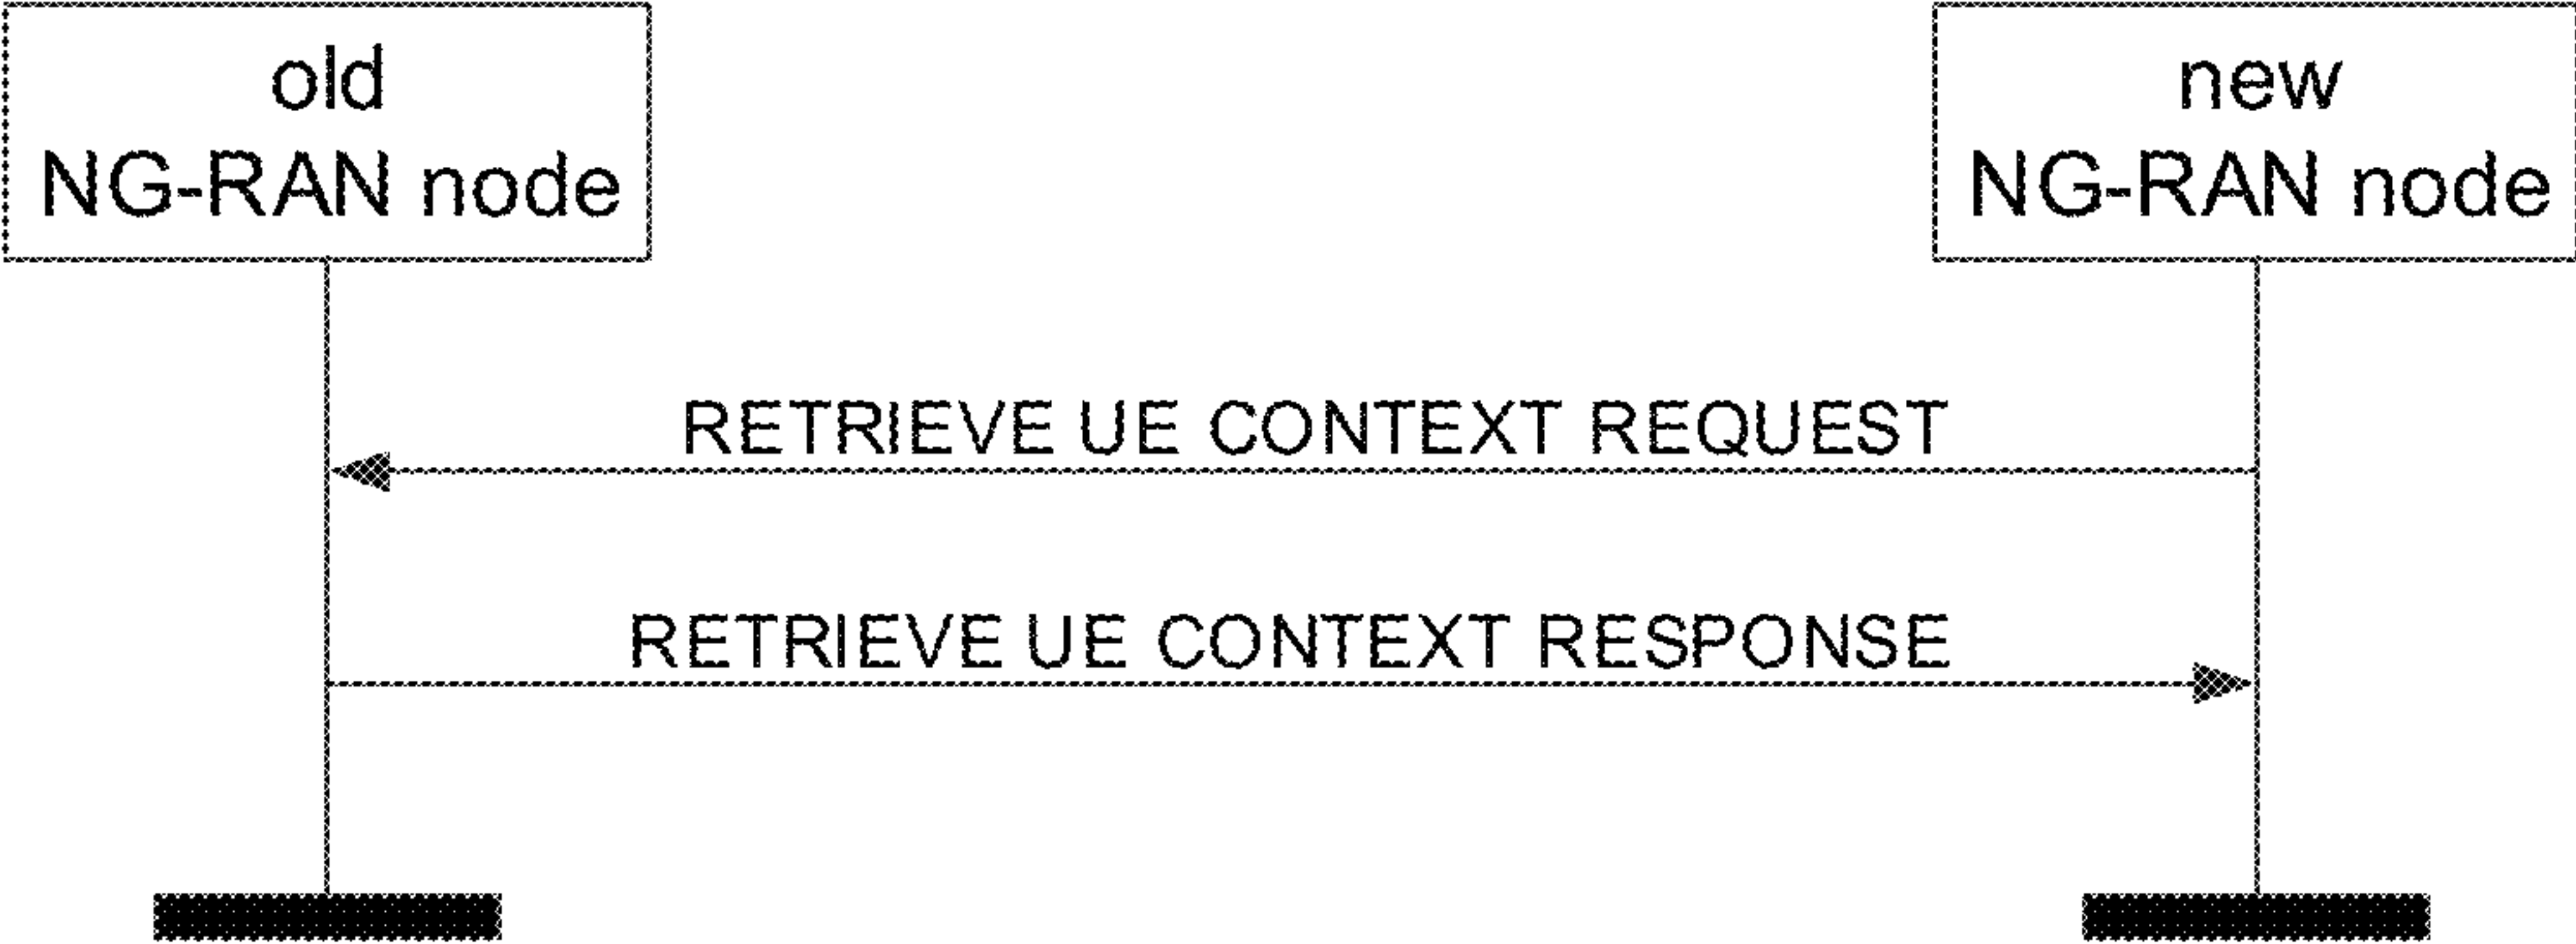 old
NG-RAN node
new
NG-RAN node
RETRIEVE UE CONTEXT REQUEST
RETRIEVE UE CONTEXT RESPONSE